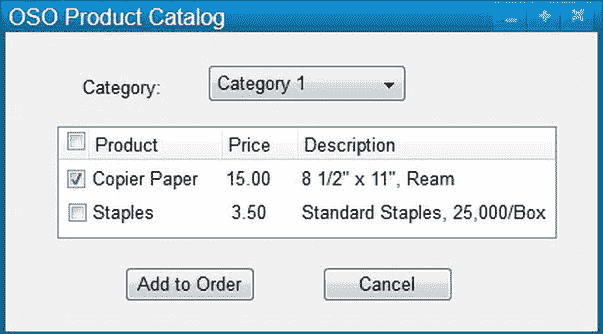 OSO Product Catalog
Category: Category 1
Product Price Description
Copier Paper 15.00 8 1/2" x 11", Ream
Staples 3.50 Standard Staples, 25,000/Box
Add to Order Cancel